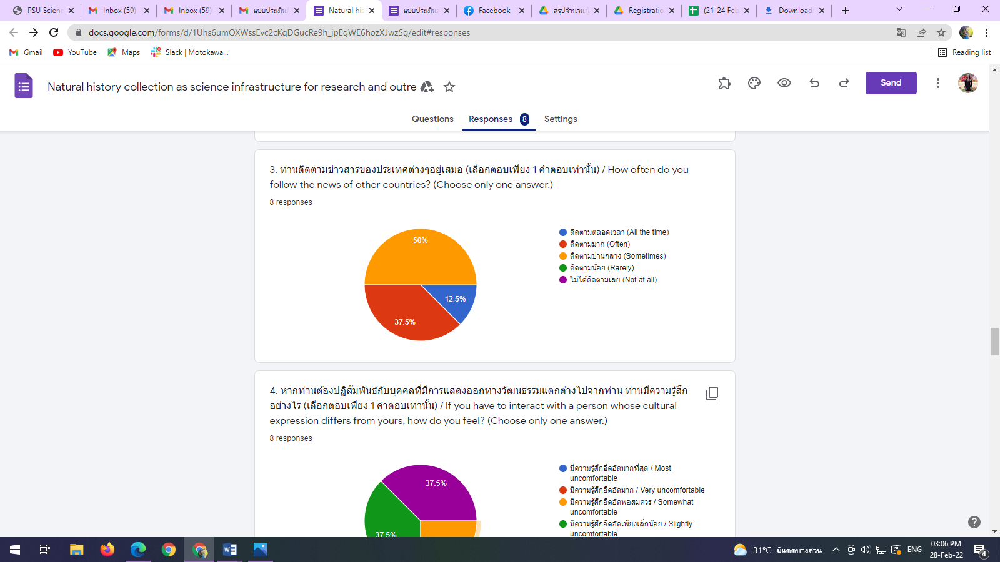 PSU Scienc
Inbox (59)
Inbox (59)
แบบประเมิน
Natural his
แบบประเมิน
Facebook
สรุปจำนวนผู้
Registratio
(21-24 Feb
Download
docs.google.com/forms/d/1Uhs6umQXWssEvc2cKqDGucRe9h_jpEgWE6hozXJwzSg/edit#responses
Gmail
YouTube
Maps
Slack | Motokawa...
Reading list
Natural history collection as science infrastructure for research and outre
Send
Questions
Responses 8
Settings
3. ท่านติดตามข่าวสารของประเทศต่างๆอยู่เสมอ (เลือกตอบเพียง 1 คำตอบเท่านั้น) / How often do you
follow the news of other countries? (Choose only one answer.)
8 responses
50%
12.5%
37.5%
ติดตามตลอดเวลา (All the time)
ติดตามมาก (Often)
ติดตามปานกลาง (Sometimes)
ติดตามน้อย (Rarely)
ไม่ได้ติดตามเลย (Not at all)
4. หากท่านต้องปฏิสัมพันธ์กับบุคคลที่มีการแสดงออกทางวัฒนธรรมแตกต่างไปจากท่าน ท่านมีความรู้สึก
อย่างไร (เลือกตอบเพียง 1 คำตอบเท่านั้น) / If you have to interact with a person whose cultural
expression differs from yours, how do you feel? (Choose only one answer.)
8 responses
37.5%
37.5%
มีความรู้สึกอึดอัดมากที่สุด / Most
uncomfortable
มีความรู้สึกอึดอัดมาก / Very uncomfortable
มีความรู้สึกอึดอัดพอสมควร / Somewhat
uncomfortable
มีความรู้สึกอึดอัดเพียงเล็กน้อย / Slightly
uncomfortable
31°C มีแดดบางส่วน
ENG
03:06 PM
28-Feb-22
4